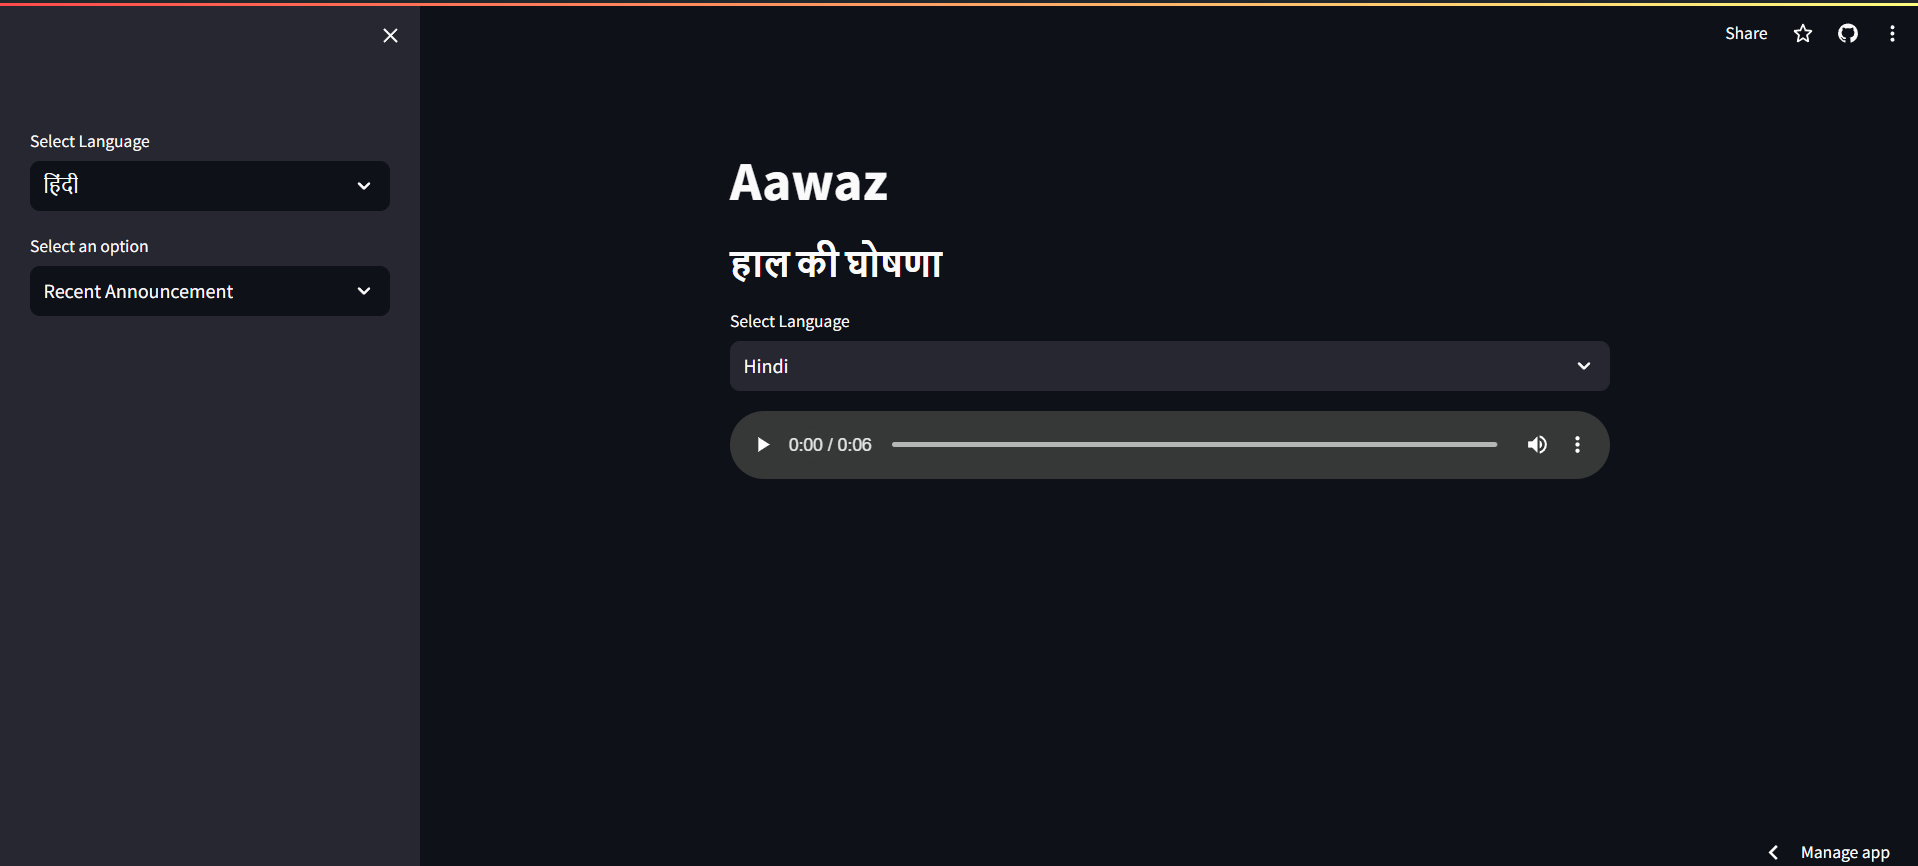 Share
Select Language
हिंदी
Select an option
Recent Announcement
Aawaz
हाल की घोषणा
Select Language
Hindi
0:00 / 0:06
Manage app